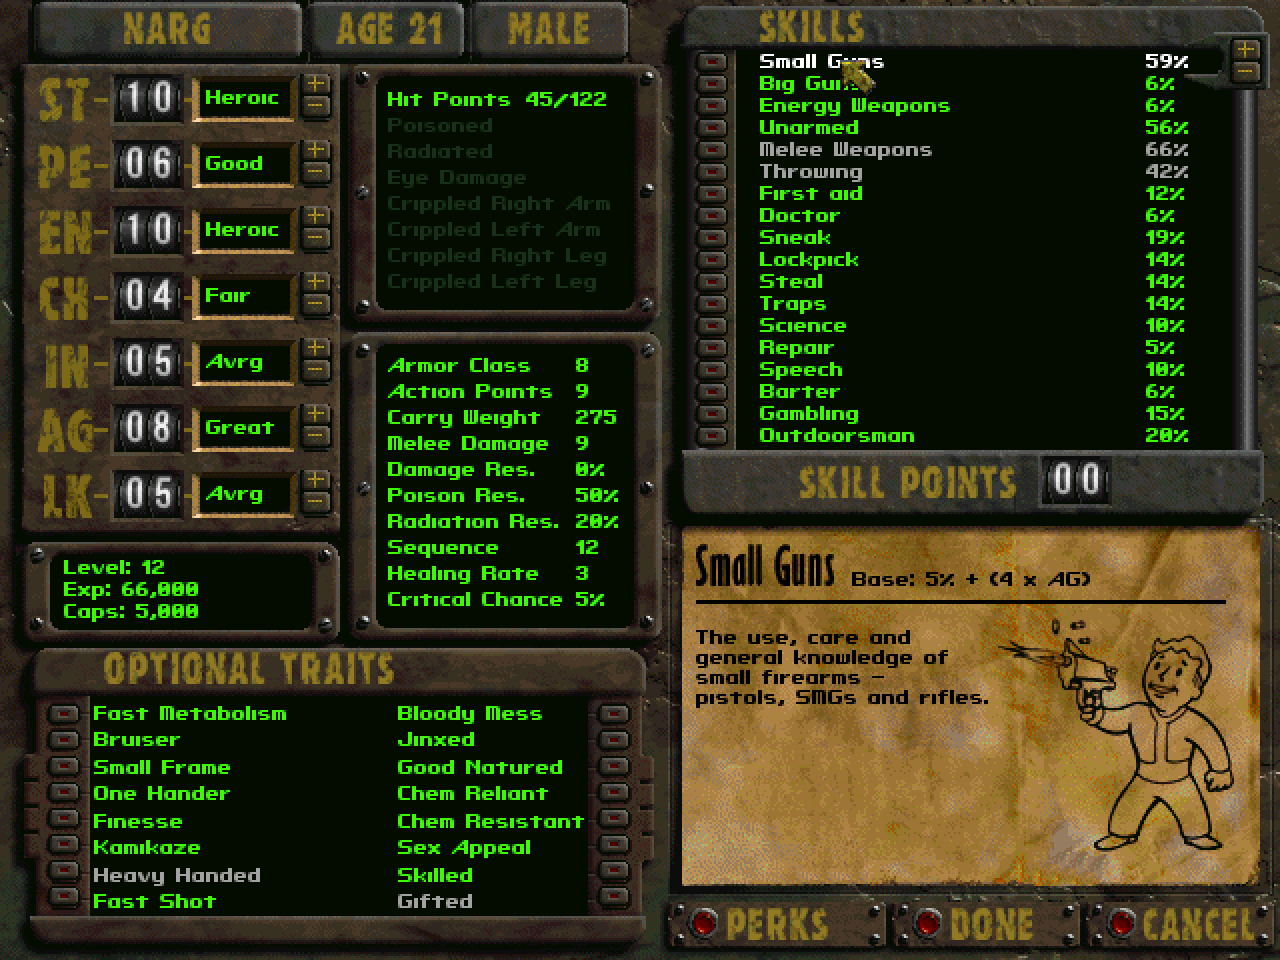 NARG
AGE 21
MALE
ST 10 Heroic
PE 06 Good
EN 10 Heroic
CH 04 Fair
IN 05 Avrg
AG 08 Great
LK 05 Avrg
Level: 12
Exp: 66,000
Caps: 5,000
Hit Points 45/122
Poisoned
Radiated
Eye Damage
Crippled Right Arm
Crippled Left Arm
Crippled Right Leg
Crippled Left Leg
Armor Class 8
Action Points 9
Carry Weight 275
Melee Damage 9
Damage Res. 0%
Poison Res. 50%
Radiation Res. 20%
Sequence 12
Healing Rate 3
Critical Chance 5%
OPTIONAL TRAITS
Fast Metabolism Bloody Mess
Bruiser Jinxed
Small Frame Good Natured
One Hander Chem Reliant
Finesse Chem Resistant
Kamikaze Sex Appeal
Heavy Handed Skilled
Fast Shot Gifted
SKILLS
Small Guns 59%
Big Guns 6%
Energy Weapons 6%
Unarmed 56%
Melee Weapons 66%
Throwing 42%
First aid 12%
Doctor 6%
Sneak 19%
Lockpick 14%
Steal 14%
Traps 14%
Science 10%
Repair 5%
Speech 10%
Barter 6%
Gambling 15%
Outdoorsman 20%
SKILL POINTS 00
Small Guns Base: 5% + (4 x AG)
The use, care and
general knowledge of
small firearms –
pistols, SMGs and rifles.
PERKS
DONE
CANCEL